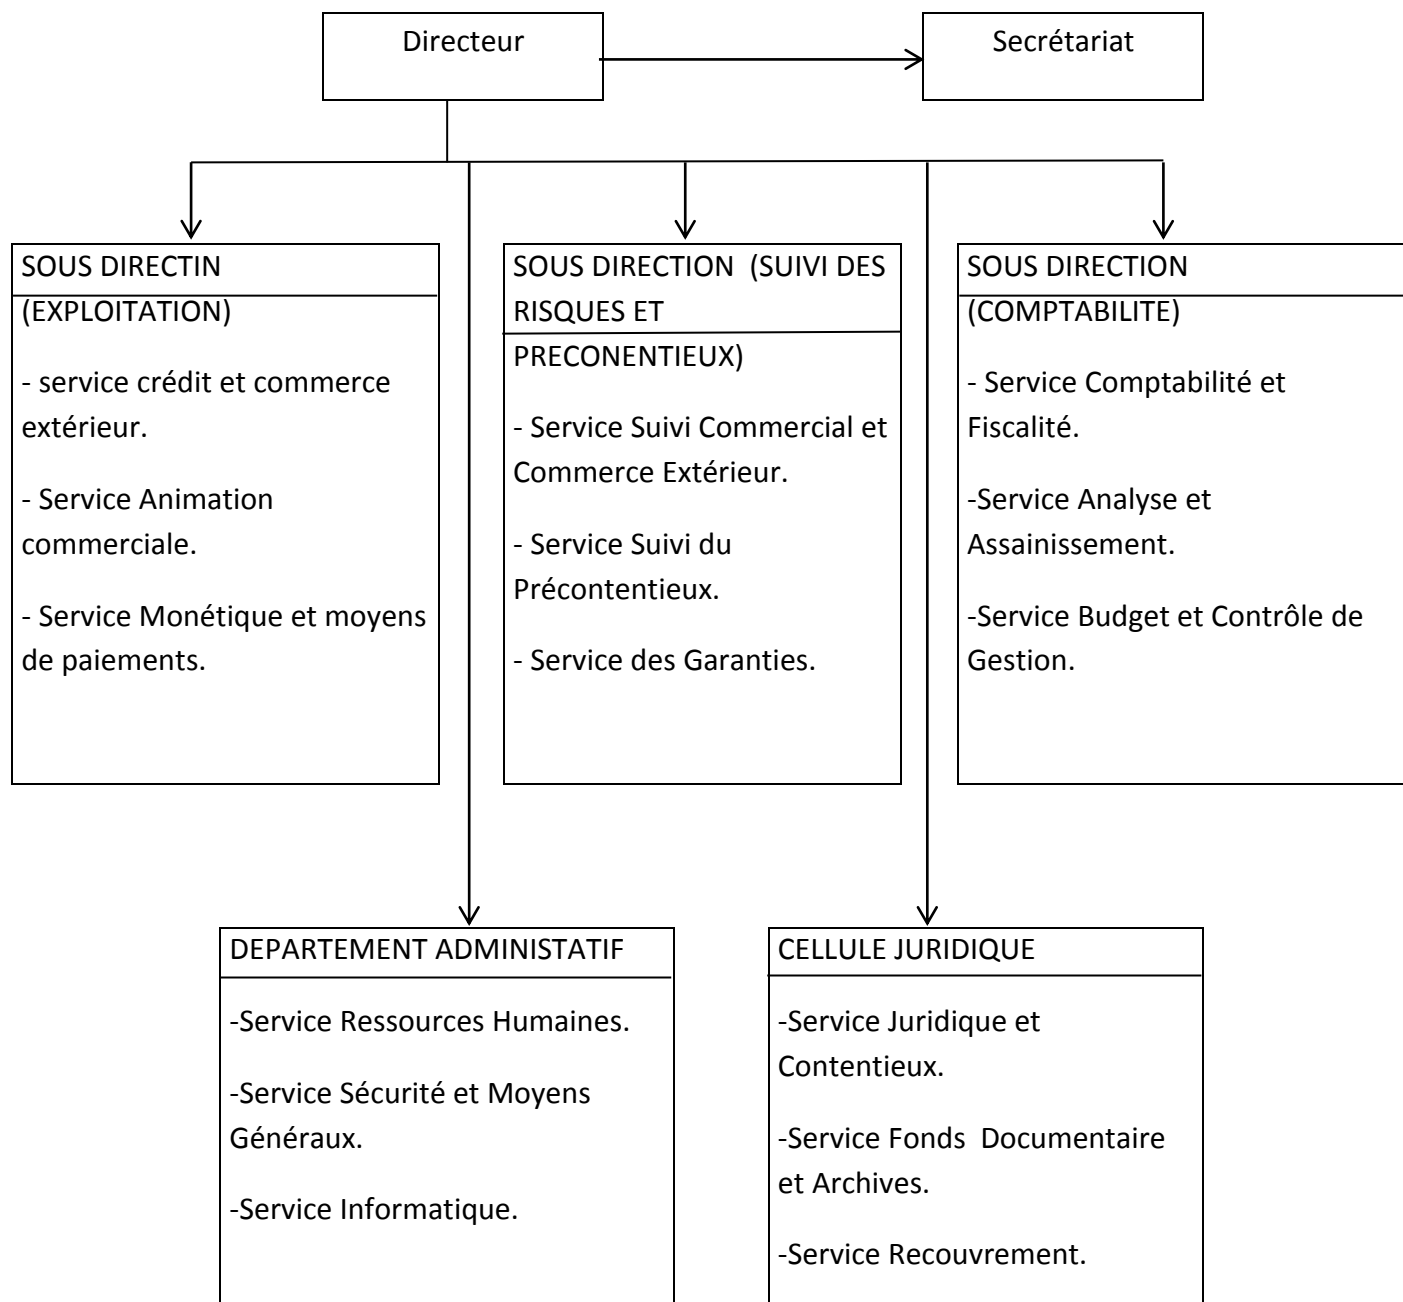 Directeur
Secrétariat
SOUS DIRECTIN
(EXPLOITATION)
- service crédit et commerce
extérieur.
- Service Animation
commerciale.
- Service Monétique et moyens
de paiements.
SOUS DIRECTION  (SUIVI DES
RISQUES ET
PRECONENTIEUX)
- Service Suivi Commercial et
Commerce Extérieur.
- Service Suivi du
Précontentieux.
- Service des Garanties.
SOUS DIRECTION
(COMPTABILITE)
- Service Comptabilité et
Fiscalité.
-Service Analyse et
Assainissement.
-Service Budget et Contrôle de
Gestion.
DEPARTEMENT ADMINISTATIF
-Service Ressources Humaines.
-Service Sécurité et Moyens
Généraux.
-Service Informatique.
CELLULE JURIDIQUE
-Service Juridique et
Contentieux.
-Service Fonds  Documentaire
et Archives.
-Service Recouvrement.